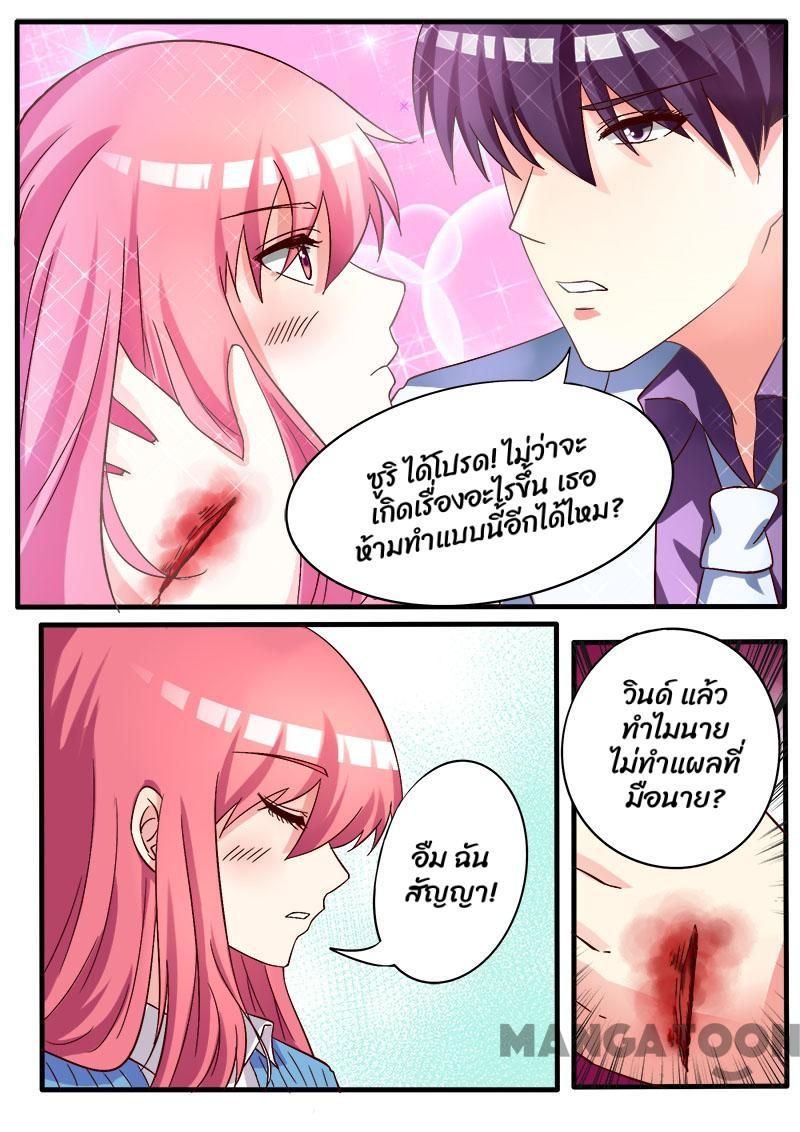 ซูริ ได้โปรด! ไม่ว่าจะ
เกิดเรื่องอะไรขึ้น เธอ
ห้ามทำแบบนี้อีกได้ไหม?
อืม ฉัน
สัญญา!
วินด์ แล้ว
ทำไมนาย
ไม่ทำแผลที่
มือนาย?
MANGATOON